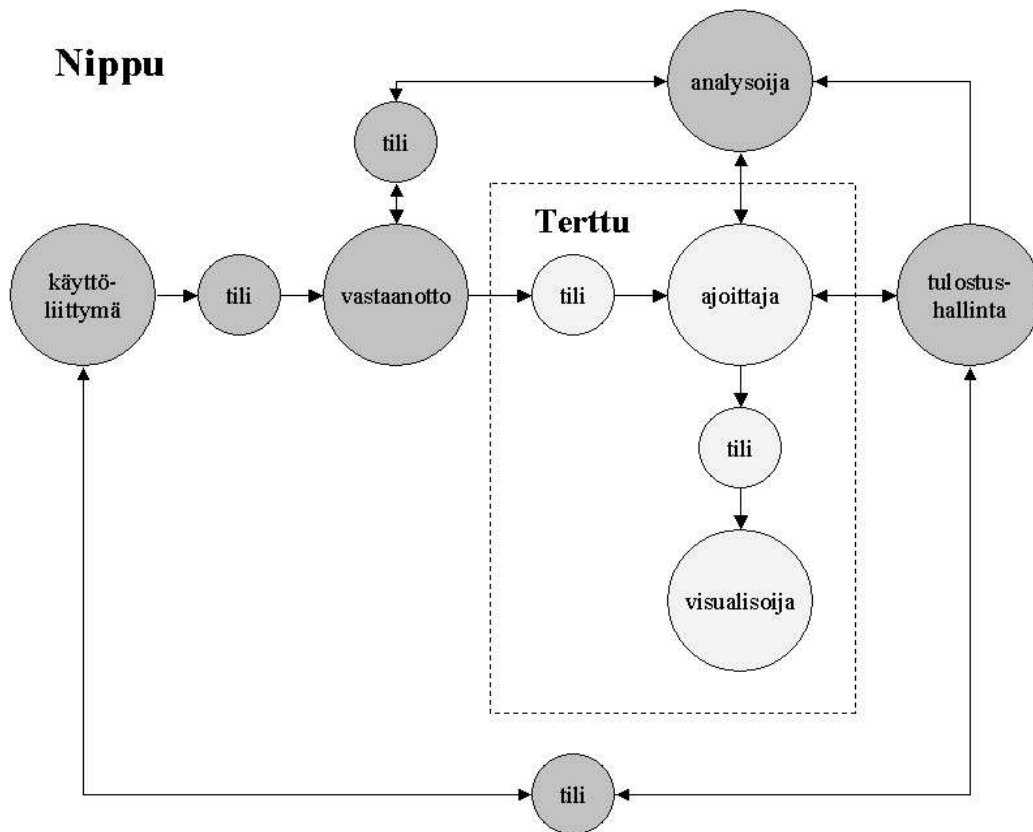 Nippu
analysoija
tili
Terttu
käyttö-
liittymä
tili
vastaanotto
tili
ajoittaja
tulostus-
hallinta
tili
visualisoija
tili